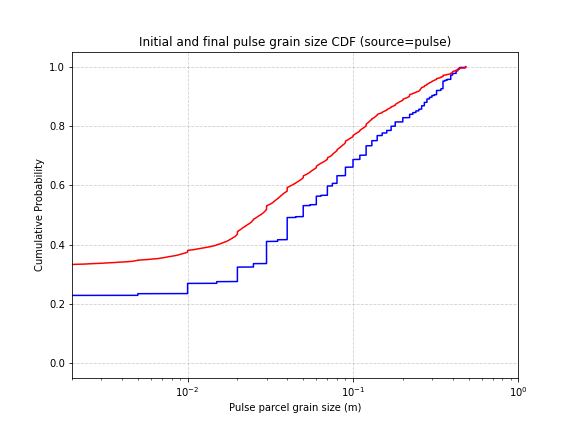 Initial and final pulse grain size CDF (source=pulse)
Cumulative Probability
1.0
0.8
0.6
0.4
0.2
0.0
10⁻² 10⁻¹ 10⁰
Pulse parcel grain size (m)